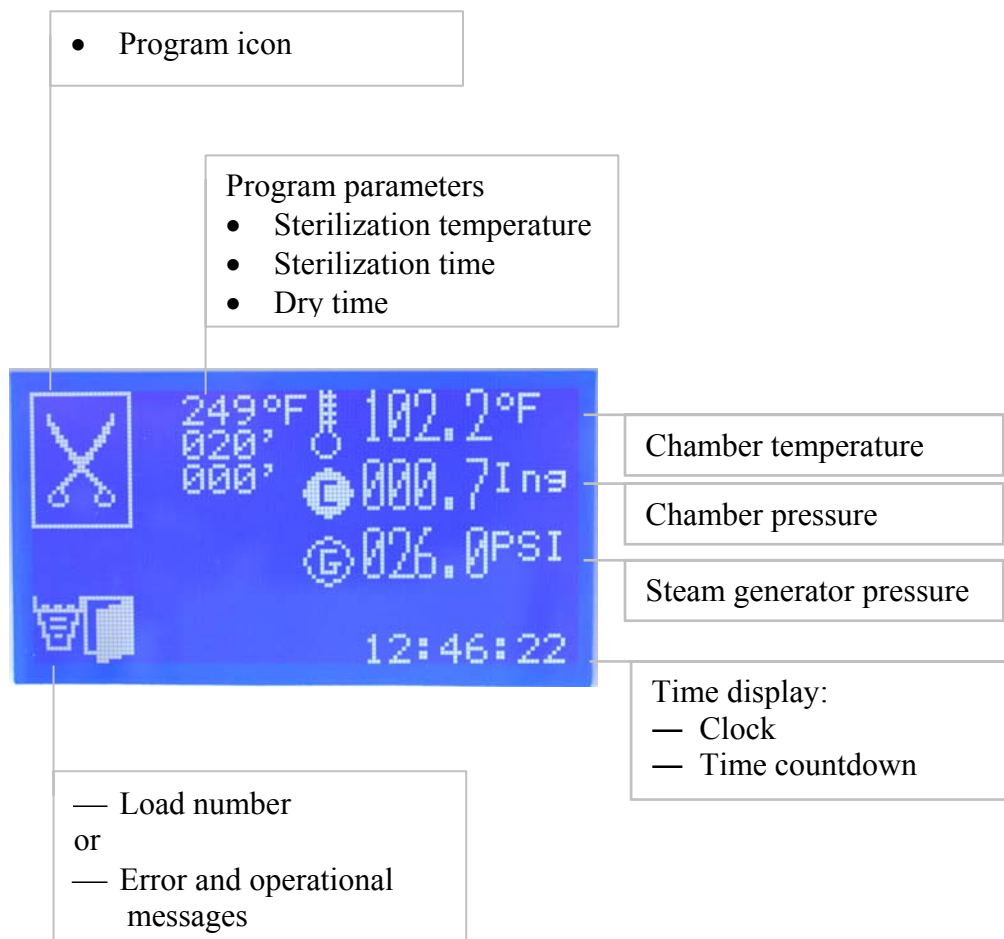 • Program icon
Program parameters
• Sterilization temperature
• Sterilization time
• Dry time
249°F
020'
000'
102.2°F
C 000.7Ing
G 026.0PSI
12:46:22
Chamber temperature
Chamber pressure
Steam generator pressure
Time display:
— Clock
— Time countdown
— Load number
or
— Error and operational
messages